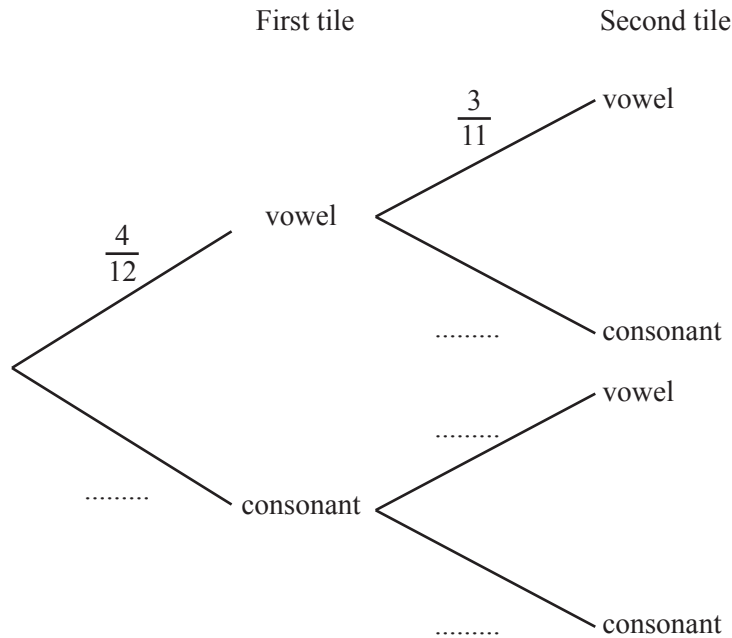 First tile Second tile
3/11
vowel
vowel
4/12
......... consonant
vowel
.........
......... consonant
......... consonant